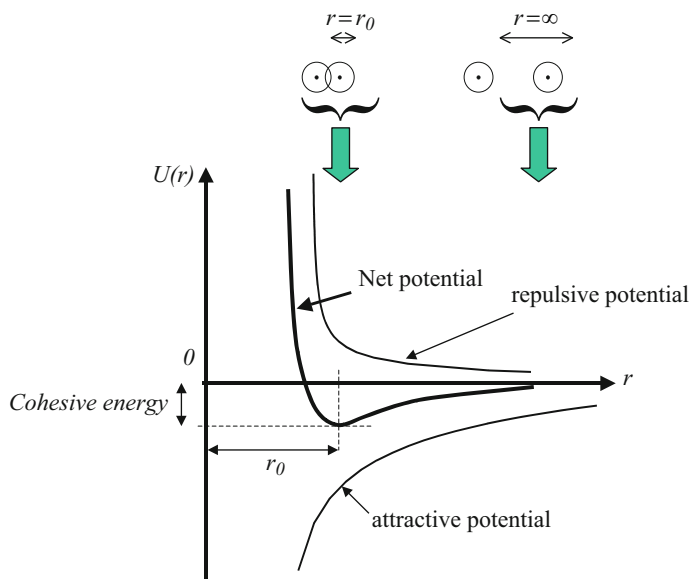 r=r₀
r=∞
U(r)
Net potential
repulsive potential
0
r
Cohesive energy
r₀
attractive potential